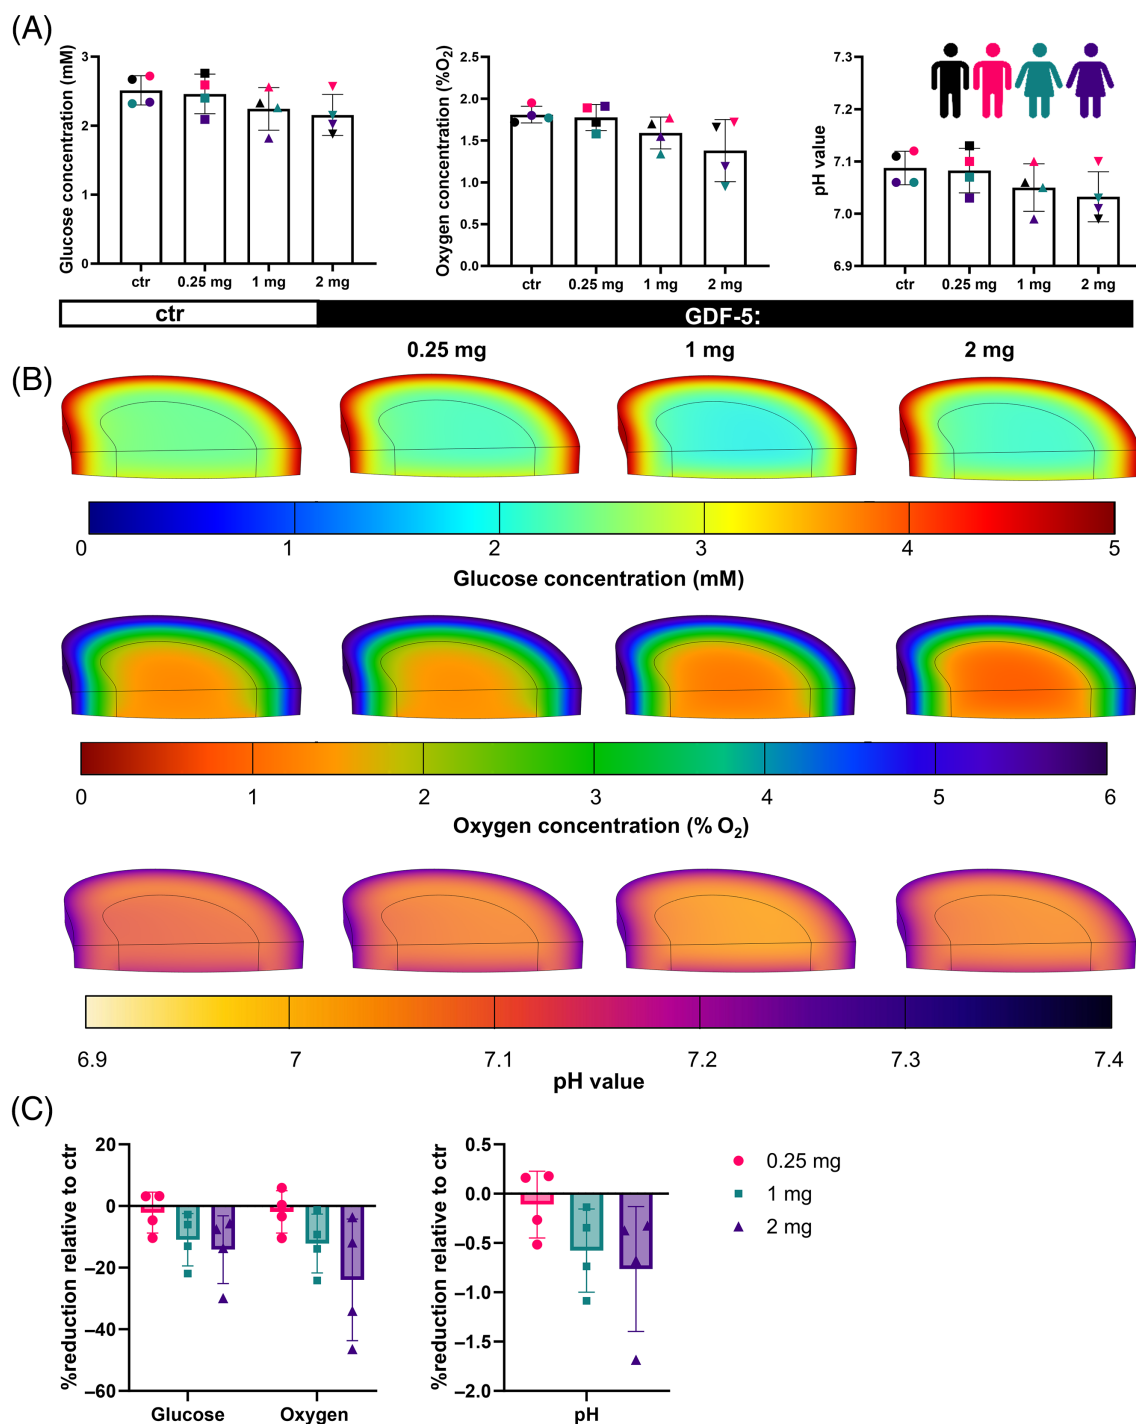 (A)
Glucose concentration (mM)
3
2
1
0
ctr 0.25 mg 1 mg 2 mg
Oxygen concentration (%O2)
2.5
2.0
1.5
1.0
0.5
0.0
ctr 0.25 mg 1 mg 2 mg
pH value
7.3
7.2
7.1
7.0
6.9
ctr 0.25 mg 1 mg 2 mg
ctr GDF-5:
0.25 mg 1 mg 2 mg
(B)
0 1 2 3 4 5
Glucose concentration (mM)
0 1 2 3 4 5 6
Oxygen concentration (% O2)
6.9 7 7.1 7.2 7.3 7.4
pH value
(C)
%reduction relative to ctr
20
0
−20
−40
−60
Glucose Oxygen
%reduction relative to ctr
0.5
0.0
−0.5
−1.0
−1.5
−2.0
pH
0.25 mg
1 mg
2 mg